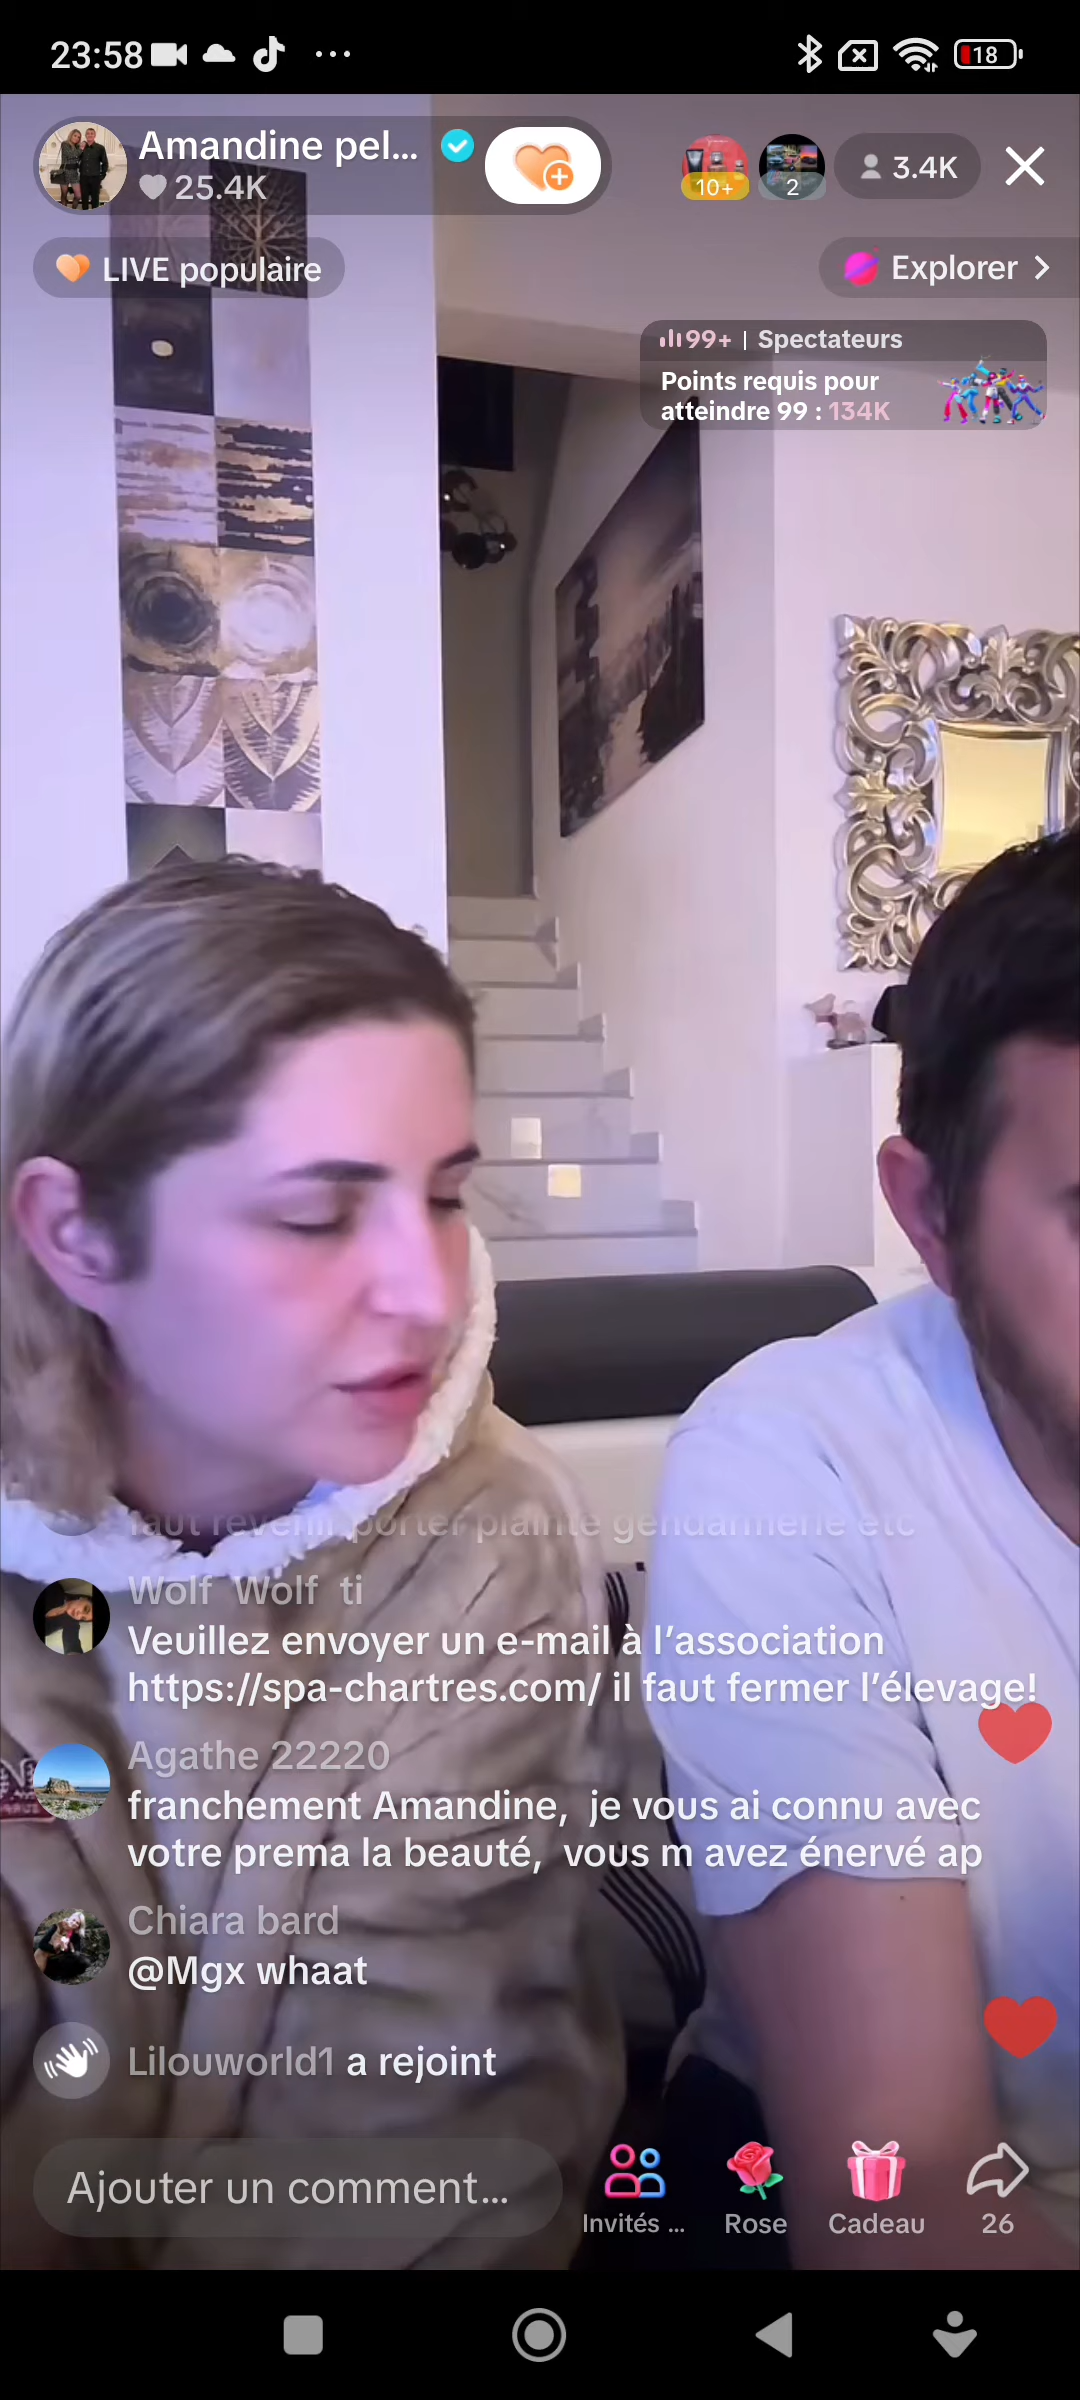 23:58
18
Amandine pel...
25.4K
10+
2
3.4K
LIVE populaire
Explorer
99+ | Spectateurs
Points requis pour
atteindre 99 : 134K
faut revenir porter plainte gendarmerie etc
Wolf Wolf ti
Veuillez envoyer un e-mail à l’association
https://spa-chartres.com/ il faut fermer l’élevage!
Agathe 22220
franchement Amandine, je vous ai connu avec
votre prema la beauté, vous m avez énervé ap
Chiara bard
@Mgx whaat
Lilouworld1 a rejoint
Ajouter un comment...
Invités ...
Rose
Cadeau
26